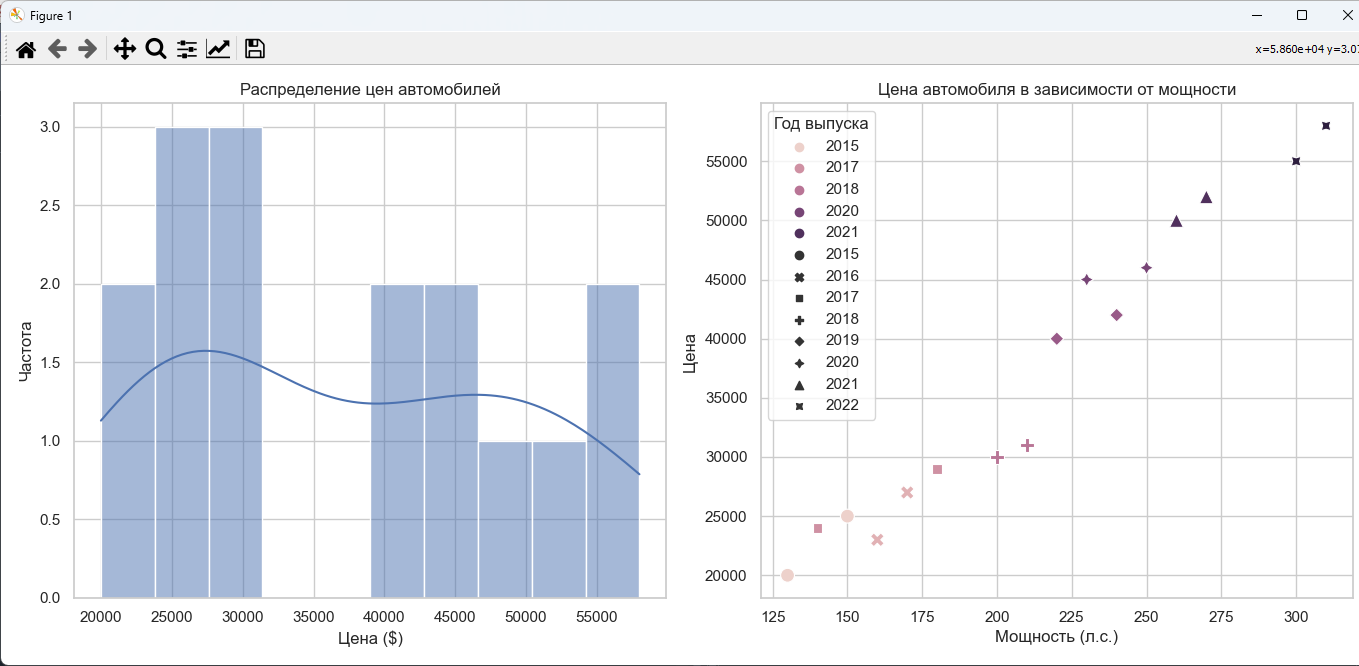 Figure 1
x=5.860e+04 y=3.07
Распределение цен автомобилей
3.0
2.5
2.0
1.5
1.0
0.5
0.0
Частота
20000 25000 30000 35000 40000 45000 50000 55000
Цена ($)
Цена автомобиля в зависимости от мощности
Год выпуска
2015
2017
2018
2020
2021
2015
2016
2017
2018
2019
2020
2021
2022
55000
50000
45000
40000
35000
30000
25000
20000
Цена
125 150 175 200 225 250 275 300
Мощность (л.с.)